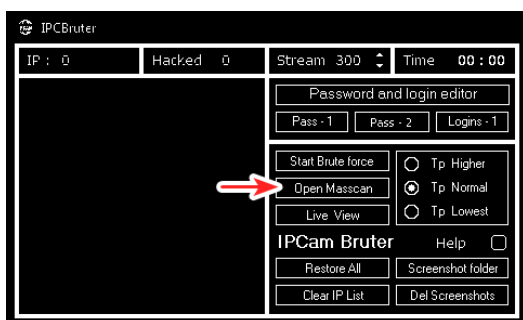 IPCBruter
IP : 0 Hacked 0 Stream 300 Time 00 : 00
Password and login editor
Pass - 1 Pass - 2 Logins - 1
Start Brute force
Open Masscan
Live View
Tp Higher
Tp Normal
Tp Lowest
IPCam Bruter Help
Restore All Screenshot folder
Clear IP List Del Screenshots